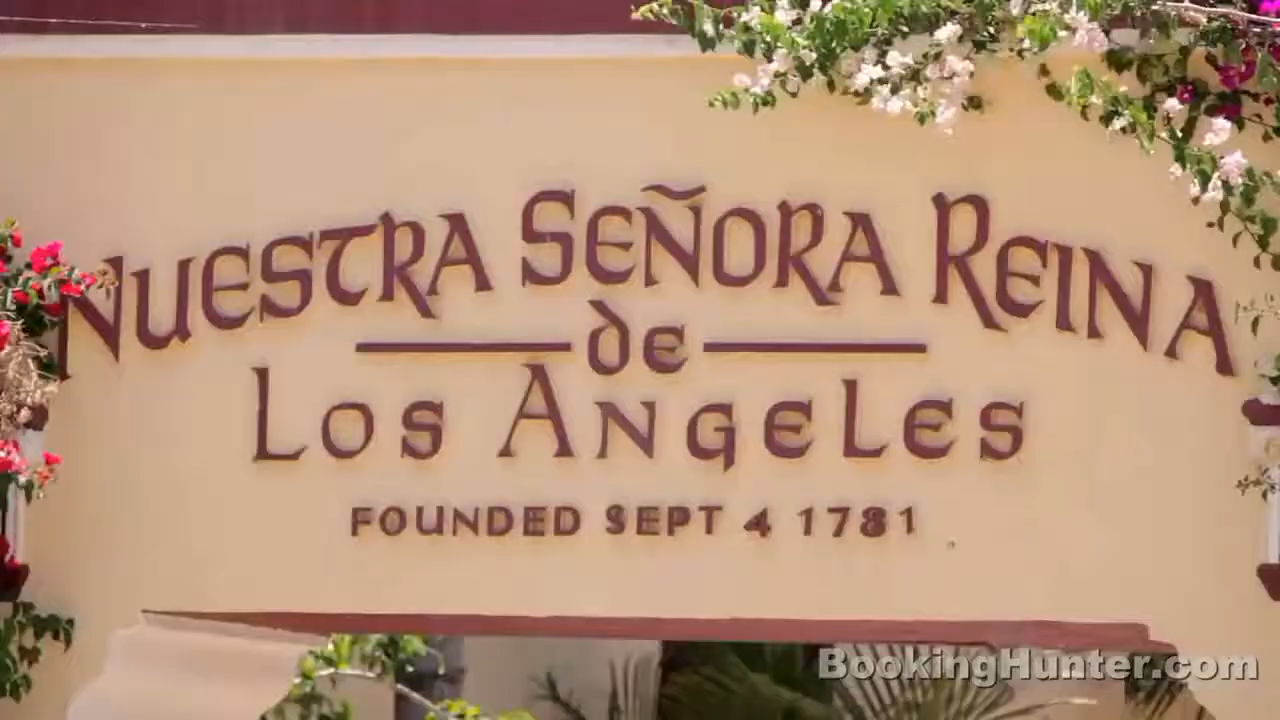 Nuestra Señora Reina
de
Los Angeles
FOUNDED SEPT 4 1781
BookingHunter.com